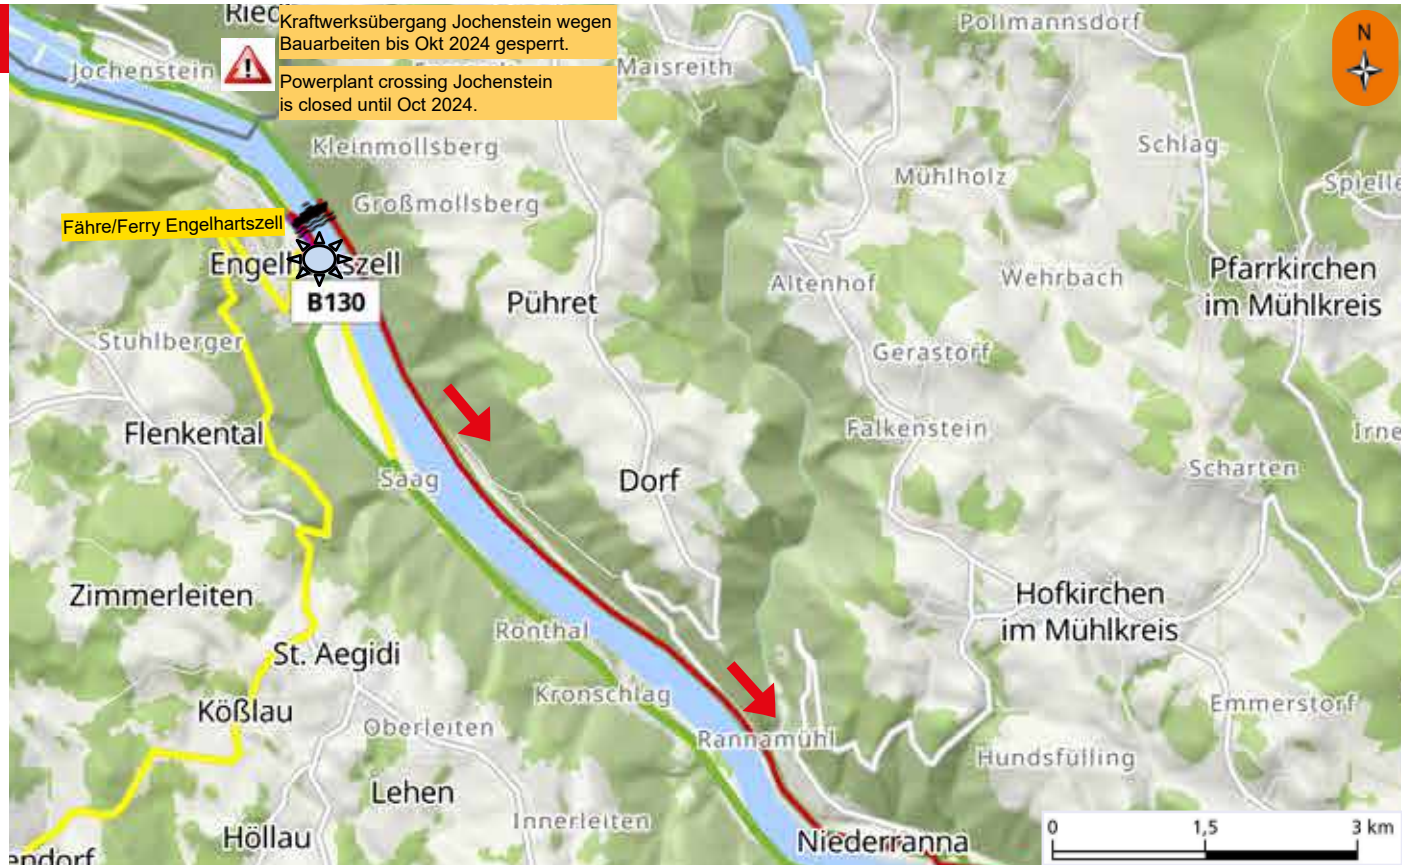 Kraftwerksübergang Jochenstein wegen
Bauarbeiten bis Okt 2024 gesperrt.
Powerplant crossing Jochenstein
is closed until Oct 2024.
N
Pollmannsdorf
Jochenstein
Maisreith
Kleinmollsberg
Schlag
Mühlholz
Großmollsberg
Fähre/Ferry Engelhartszell
B130
Pühret
Altenhof
Wehrbach
Pfarrkirchen
im Mühlkreis
Stuhlberger
Gerastorf
Flenkental
Falkenstein
Saag
Dorf
Scharten
Zimmerleiten
Hofkirchen
im Mühlkreis
Rönthal
St. Aegidi
Kronschlag
Kößlau
Oberleiten
Emmerstorf
Rannamühl
Hundsfülling
Lehen
Innerleiten
Höllau
Niederranna
0 1,5 3 km